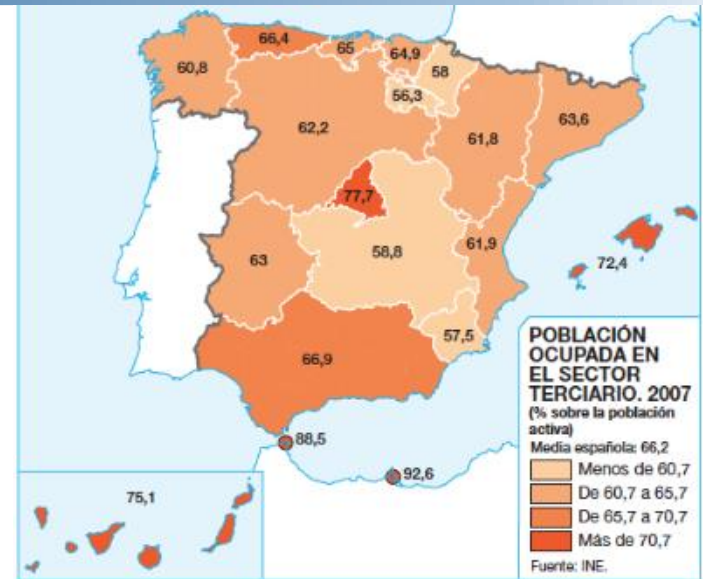 66,4
65
64,9
58
60,8
56,3
62,2
61,8
63,6
77,7
58,8
61,9
72,4
63
57,5
66,9
88,5
92,6
75,1
POBLACIÓN
OCUPADA EN
EL SECTOR
TERCIARIO. 2007
(% sobre la población
activa)
Media española: 66,2
Menos de 60,7
De 60,7 a 65,7
De 65,7 a 70,7
Más de 70,7
Fuente: INE.